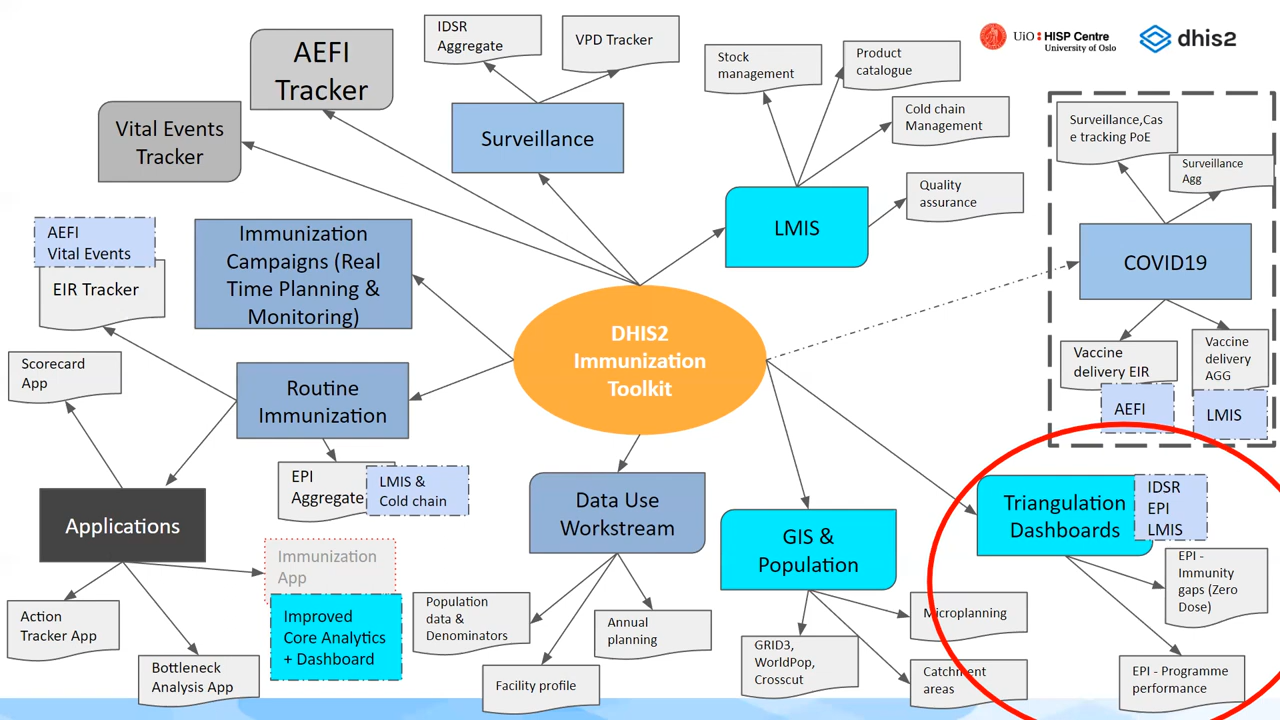 AEFI
Tracker
IDSR
Aggregate
VPD Tracker
UiO HISP Centre
University of Oslo
dhis2
Stock
management
Product
catalogue
Vital Events
Tracker
Surveillance
Cold chain
Management
Surveillance,Cas
e tracking PoE
Surveillance
Agg
Quality
assurance
LMIS
AEFI
Vital Events
EIR Tracker
Immunization
Campaigns (Real
Time Planning &
Monitoring)
COVID19
DHIS2
Immunization
Toolkit
Scorecard
App
Routine
Immunization
Vaccine
delivery EIR
Vaccine
delivery
AGG
AEFI
LMIS
EPI
Aggregate
LMIS &
Cold chain
Applications
Data Use
Workstream
GIS &
Population
Triangulation
Dashboards
IDSR
EPI
LMIS
Immunization
App
Improved
Core Analytics
+ Dashboard
Action
Tracker App
Bottleneck
Analysis App
Population
data &
Denominators
Annual
planning
Facility profile
GRID3,
WorldPop,
Crosscut
Microplanning
Catchment
areas
EPI -
Immunity
gaps (Zero
Dose)
EPI - Programme
performance